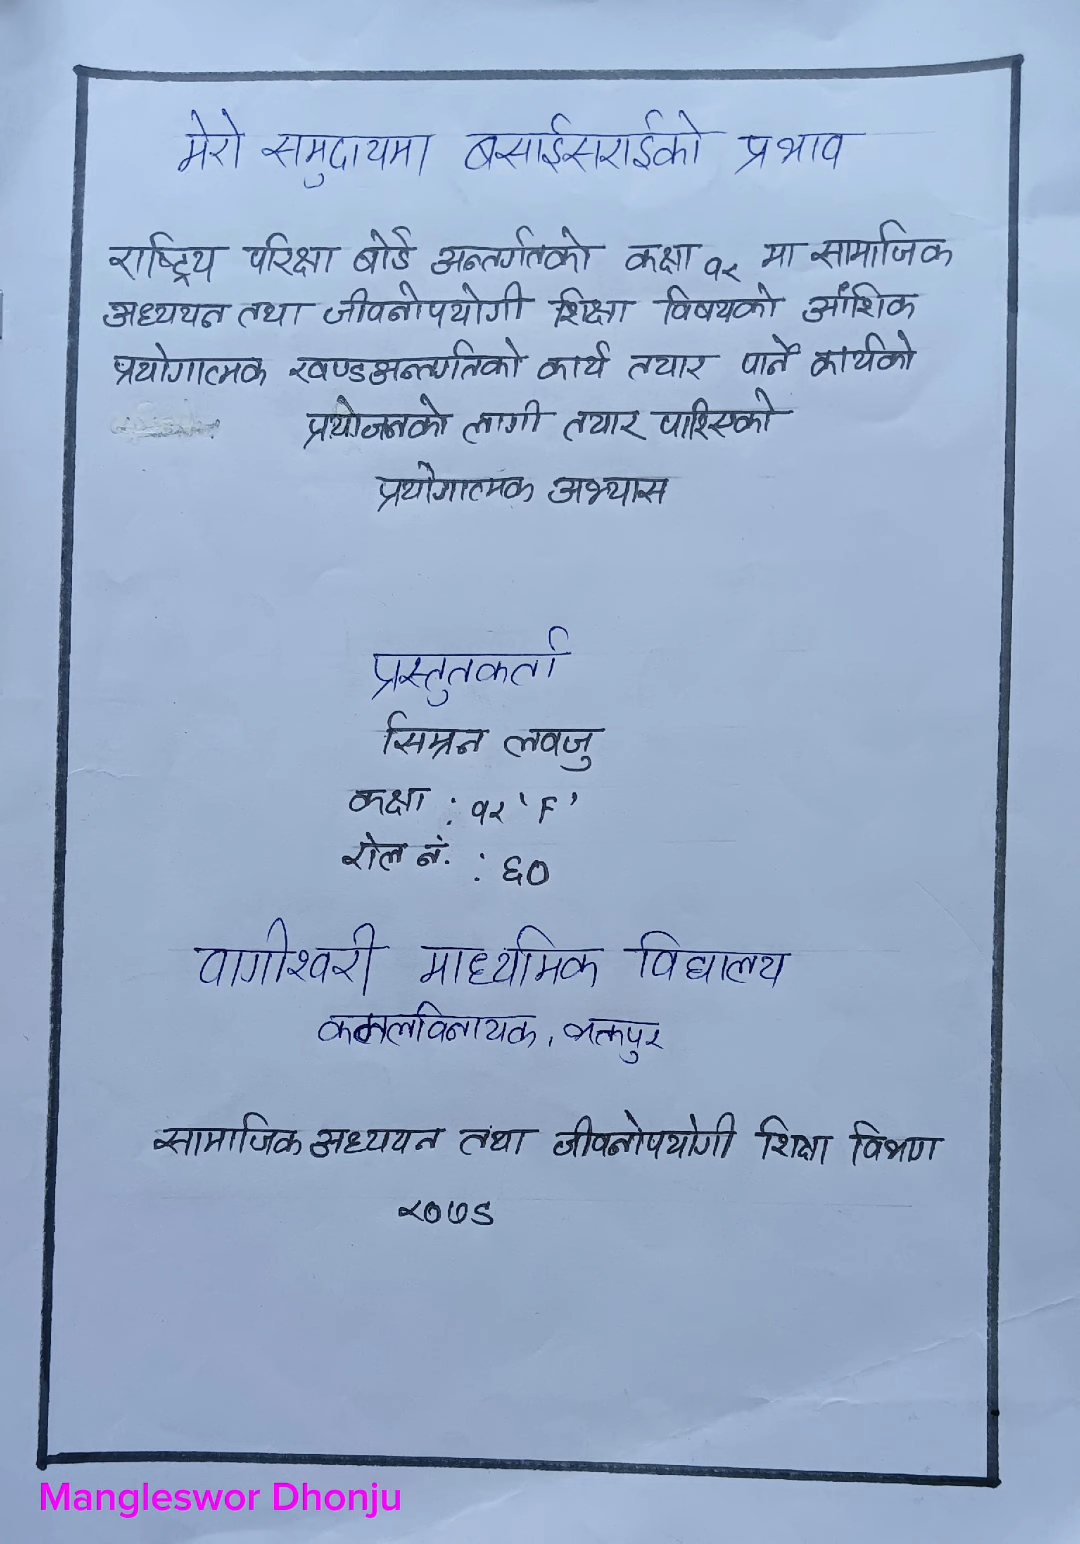 मेरो समुदायमा बसाईसराईको प्रभाव
राष्ट्रिय परिक्षा बोर्ड अन्तर्गतको कक्षा १२ मा सामाजिक
अध्ययन तथा जीवनोपयोगी शिक्षा विषयको आंशिक
प्रयोगात्मक खण्डअन्तर्गतको कार्य तयार पार्ने कार्यको
प्रयोजनको लागी तयार पारिएको
प्रयोगात्मक अभ्यास
प्रस्तुतकर्ता
सिम्रन लवजु
कक्षा : १२ 'F'
रोल नं. : ६०
वागीश्वरी माध्यमिक विद्यालय
कमलविनायक, भक्तपुर
सामाजिक अध्ययन तथा जीवनोपयोगी शिक्षा विभाग
२०७९
Mangleswor Dhonju